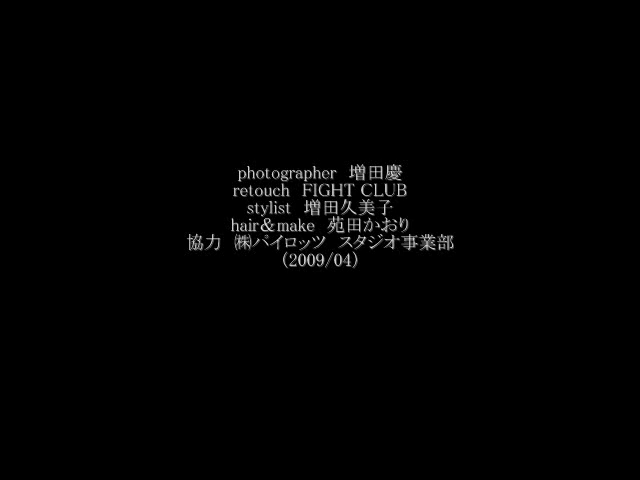 photographer　増田慶
retouch　FIGHT CLUB
stylist　増田久美子
hair&make　苑田かおり
協力　㈱パイロッツ　スタジオ事業部
(2009/04)